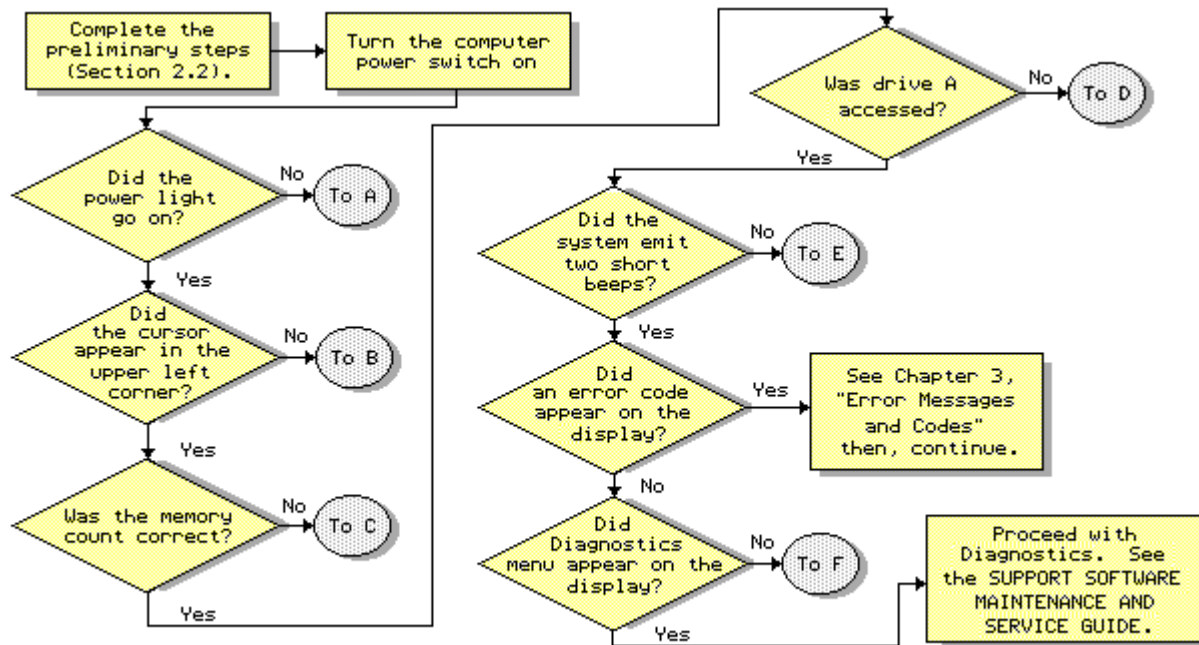 Complete the
preliminary steps
(Section 2.2).
Turn the computer
power switch on
Did the
power light
go on?
No
To A
Yes
Did
the cursor
appear in the
upper left
corner?
No
To B
Yes
Was the memory
count correct?
No
To C
Yes
Was drive A
accessed?
No
To D
Yes
Did the
system emit
two short
beeps?
No
To E
Yes
Did
an error code
appear on the
display?
Yes
See Chapter 3,
"Error Messages
and Codes"
then, continue.
No
Did
Diagnostics
menu appear on the
display?
No
To F
Yes
Proceed with
Diagnostics. See
the SUPPORT SOFTWARE
MAINTENANCE AND
SERVICE GUIDE.